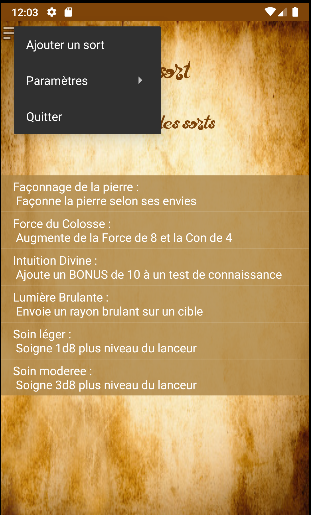 12:03
Ajouter un sort
Paramètres
Quitter
sort
des sorts
Façonnage de la pierre :
Façonne la pierre selon ses envies
Force du Colosse :
Augmente de la Force de 8 et la Con de 4
Intuition Divine :
Ajoute un BONUS de 10 à un test de connaissance
Lumière Brulante :
Envoie un rayon brulant sur un cible
Soin léger :
Soigne 1d8 plus niveau du lanceur
Soin moderee :
Soigne 3d8 plus niveau du lanceur